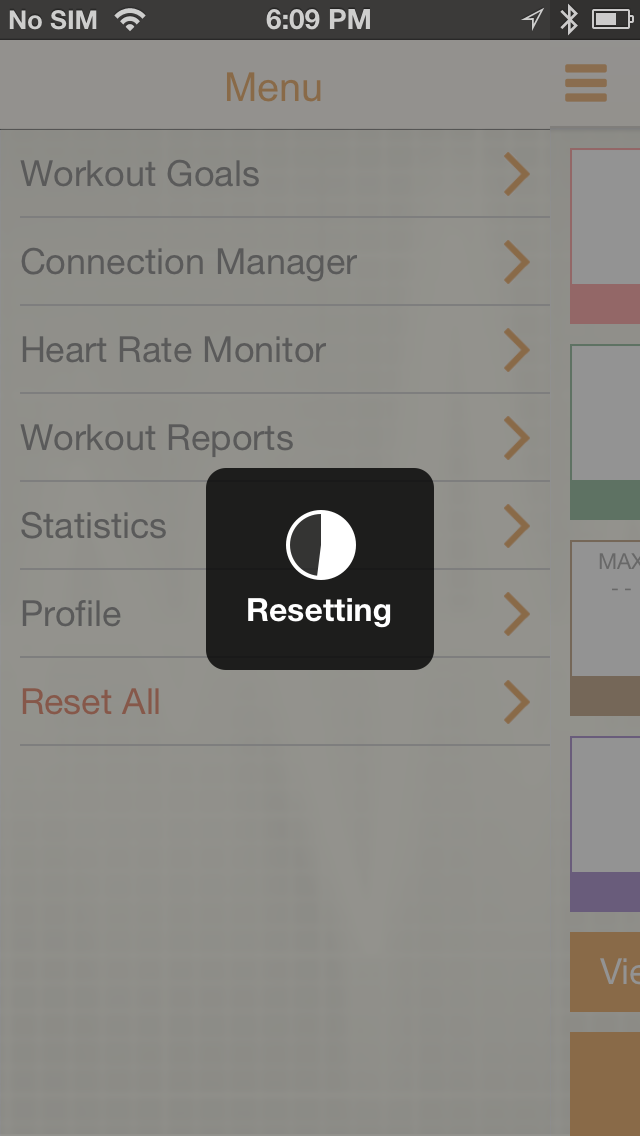 No SIM 6:09 PM
Menu
Workout Goals
Connection Manager
Heart Rate Monitor
Workout Reports
Statistics
MAX
- -
Resetting
Profile
Reset All
Vie